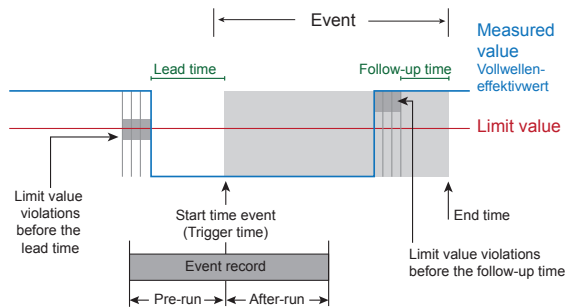 Event
Measured
value
Vollwellen-
effektivwert
Lead time
Follow-up time
Limit value
Limit value
violations
before the
lead time
Start time event
(Trigger time)
End time
Limit value violations
before the follow-up time
Event record
Pre-run
After-run